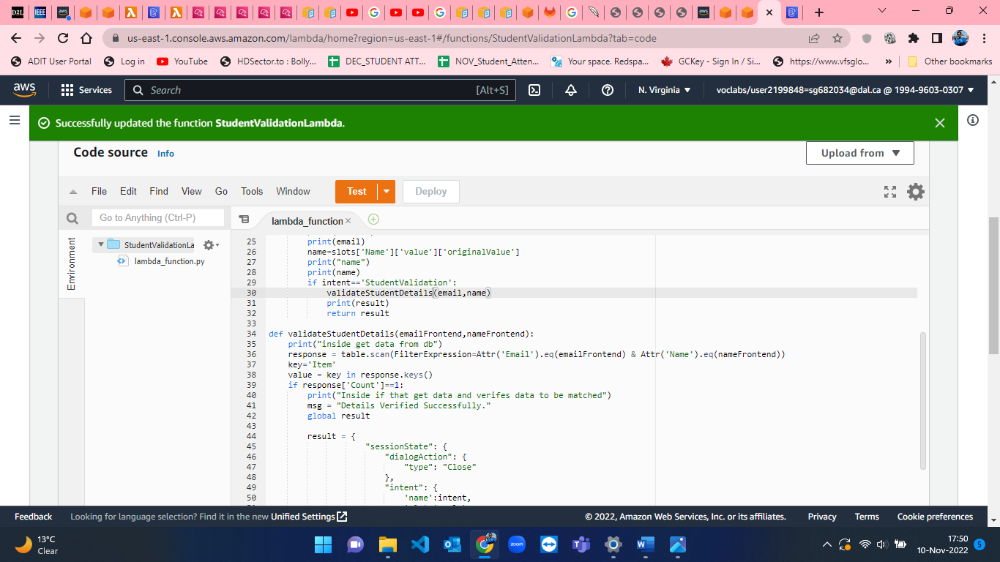 D2L IEEE
us-east-1.console.aws.amazon.com/lambda/home?region=us-east-1#/functions/StudentValidationLambda?tab=code
ADIT User Portal Log in YouTube HDSector.to : Bolly... DEC_STUDENT ATT... NOV_Student_Atten... Your space. Redspa... GCKey - Sign In / Si... https://www.vfsglo... » Other bookmarks
aws Services Search [Alt+S] N. Virginia voclabs/user2199848=sg682034@dal.ca @ 1994-9603-0307
Successfully updated the function StudentValidationLambda.
Code source Info Upload from
File Edit Find View Go Tools Window Test Deploy
Go to Anything (Ctrl-P) lambda_function
Environment
StudentValidationLa
lambda_function.py
25 print(email)
26 name=slots['Name']['value']['originalValue']
27 print("name")
28 print(name)
29 if intent=='StudentValidation':
30 validateStudentDetails(email,name)
31 print(result)
32 return result
33
34 def validateStudentDetails(emailFrontend,nameFrontend):
35 print("inside get data from db")
36 response = table.scan(FilterExpression=Attr('Email').eq(emailFrontend) & Attr('Name').eq(nameFrontend))
37 key='Item'
38 value = key in response.keys()
39 if response['Count']==1:
40 print("Inside if that get data and verifes data to be matched")
41 msg = "Details Verified Successfully."
42 global result
43
44 result = {
45 "sessionState": {
46 "dialogAction": {
47 "type": "Close"
48 },
49 "intent": {
50 'name':intent,
Feedback Looking for language selection? Find it in the new Unified Settings © 2022, Amazon Web Services, Inc. or its affiliates. Privacy Terms Cookie preferences
13°C
Clear
zoom
17:50
10-Nov-2022 5